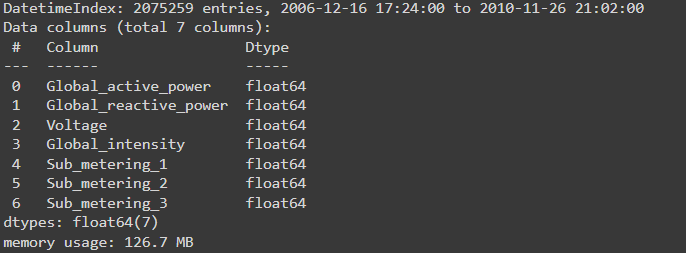 DatetimeIndex: 2075259 entries, 2006-12-16 17:24:00 to 2010-11-26 21:02:00
Data columns (total 7 columns):
 #   Column                 Dtype
---  ------                 -----
 0   Global_active_power    float64
 1   Global_reactive_power  float64
 2   Voltage                float64
 3   Global_intensity       float64
 4   Sub_metering_1         float64
 5   Sub_metering_2         float64
 6   Sub_metering_3         float64
dtypes: float64(7)
memory usage: 126.7 MB